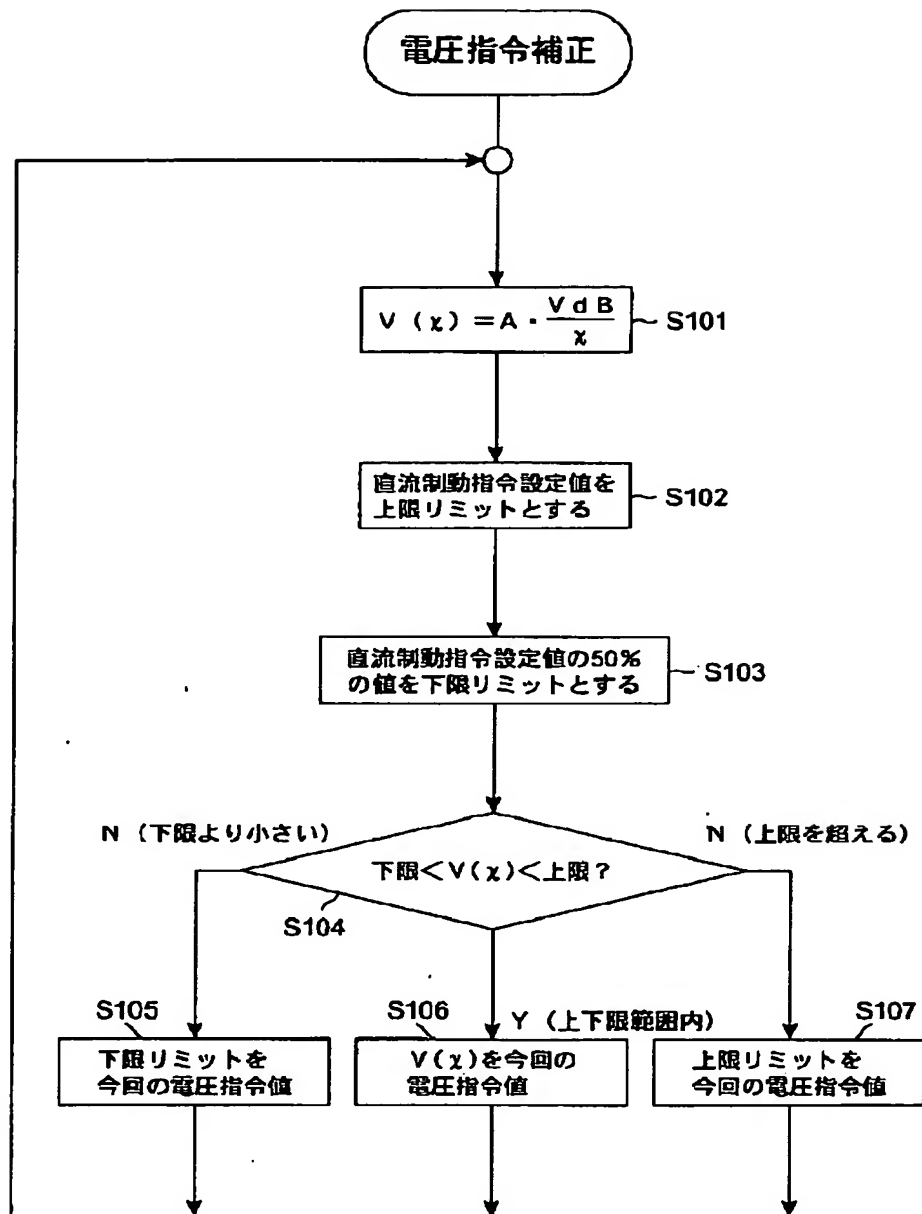 電圧指令補正
V (χ) = A · VdB/χ
S101
直流制動指令設定値を
上限リミットとする
S102
直流制動指令設定値の50%
の値を下限リミットとする
S103
N (下限より小さい)
N (上限を超える)
下限<V(χ)<上限?
S104
S105
下限リミットを
今回の電圧指令値
S106
Y (上下限範囲内)
V(χ)を今回の
電圧指令値
S107
上限リミットを
今回の電圧指令値